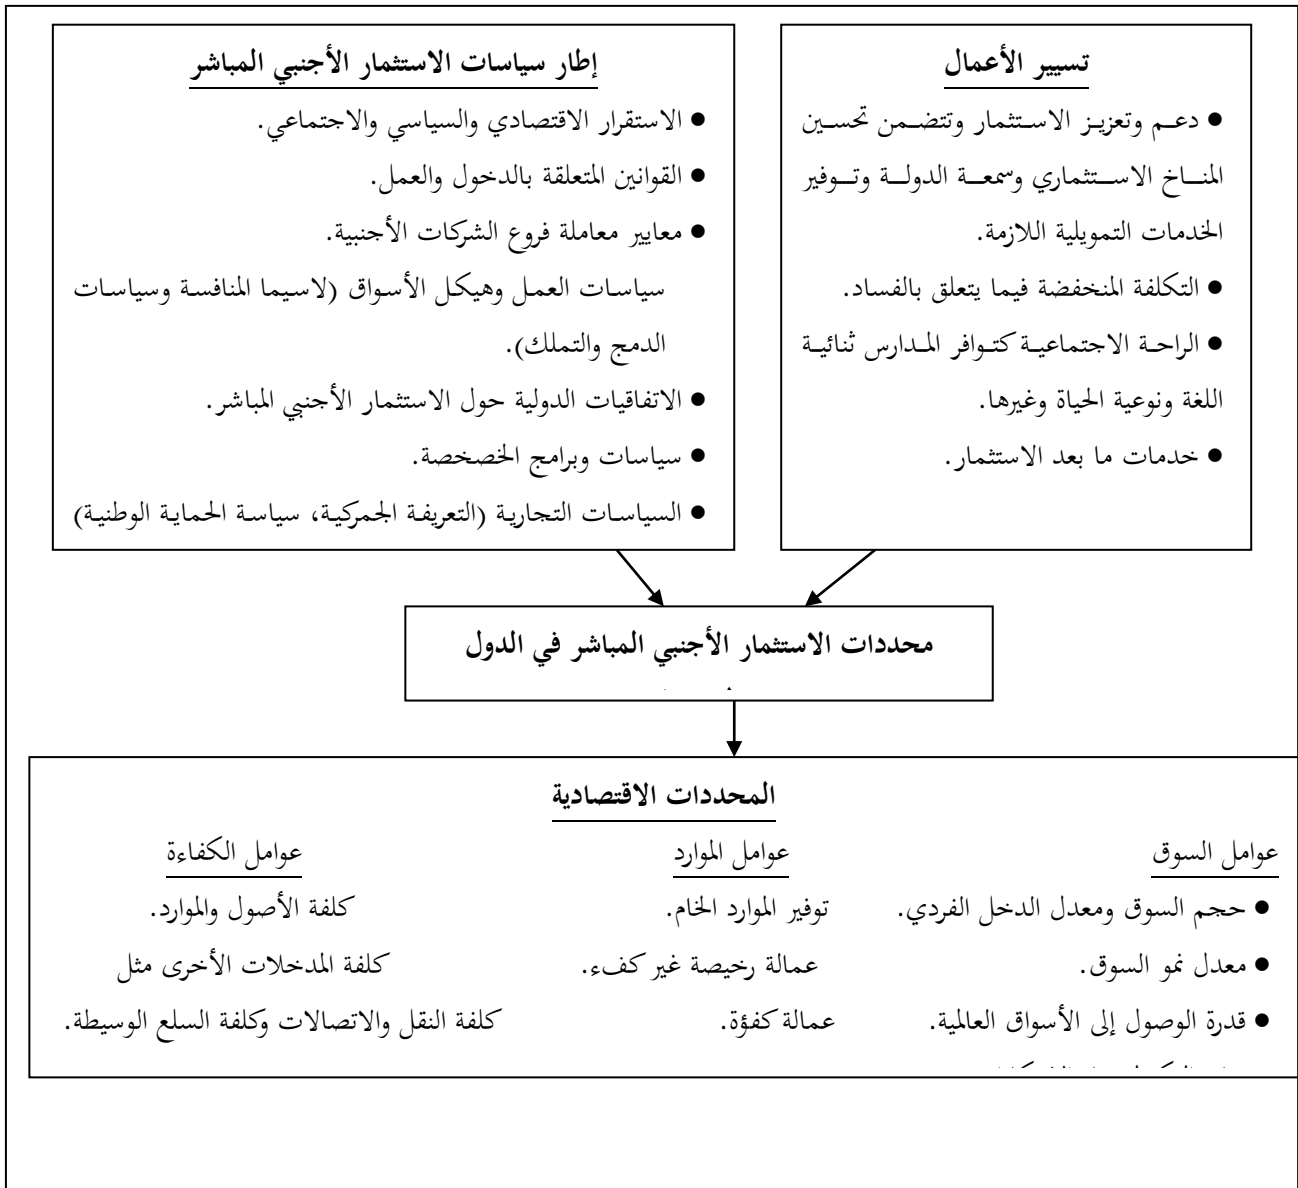 تسيير الأعمال
● دعم وتعزيز الاستثمار وتتضمن تحسين
المناخ الاستثماري وسمعة الدولة وتوفير
الخدمات التمويلية اللازمة.
● التكلفة المنخفضة فيما يتعلق بالفساد.
● الراحة الاجتماعية كتوافر المدارس ثنائية
اللغة ونوعية الحياة وغيرها.
● خدمات ما بعد الاستثمار.
إطار سياسات الاستثمار الأجنبي المباشر
● الاستقرار الاقتصادي والسياسي والاجتماعي.
● القوانين المتعلقة بالدخول والعمل.
● معايير معاملة فروع الشركات الأجنبية.
سياسات العمل وهيكل الأسواق (لاسيما المنافسة وسياسات
الدمج والتملك).
● الاتفاقيات الدولية حول الاستثمار الأجنبي المباشر.
● سياسات وبرامج الخصخصة.
● السياسات التجارية (التعريفة الجمركية، سياسة الحماية الوطنية)
محددات الاستثمار الأجنبي المباشر في الدول
المحددات الاقتصادية
عوامل السوق
● حجم السوق ومعدل الدخل الفردي.
● معدل نمو السوق.
● قدرة الوصول إلى الأسواق العالمية.
عوامل الموارد
توفير الموارد الخام.
عمالة رخيصة غير كفء.
عمالة كفؤة.
عوامل الكفاءة
كلفة الأصول والموارد.
كلفة المدخلات الأخرى مثل
كلفة النقل والاتصالات وكلفة السلع الوسيطة.